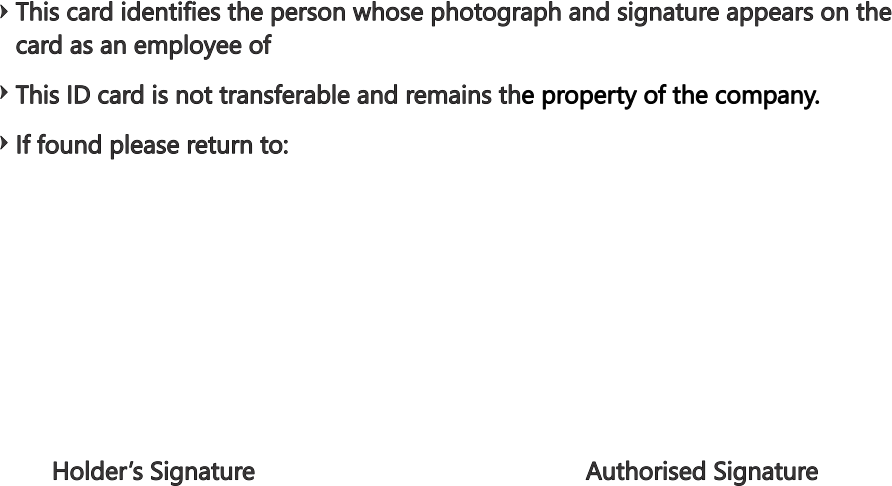 › This card identifies the person whose photograph and signature appears on the
card as an employee of
› This ID card is not transferable and remains the property of the company.
› If found please return to:
Holder’s Signature Authorised Signature